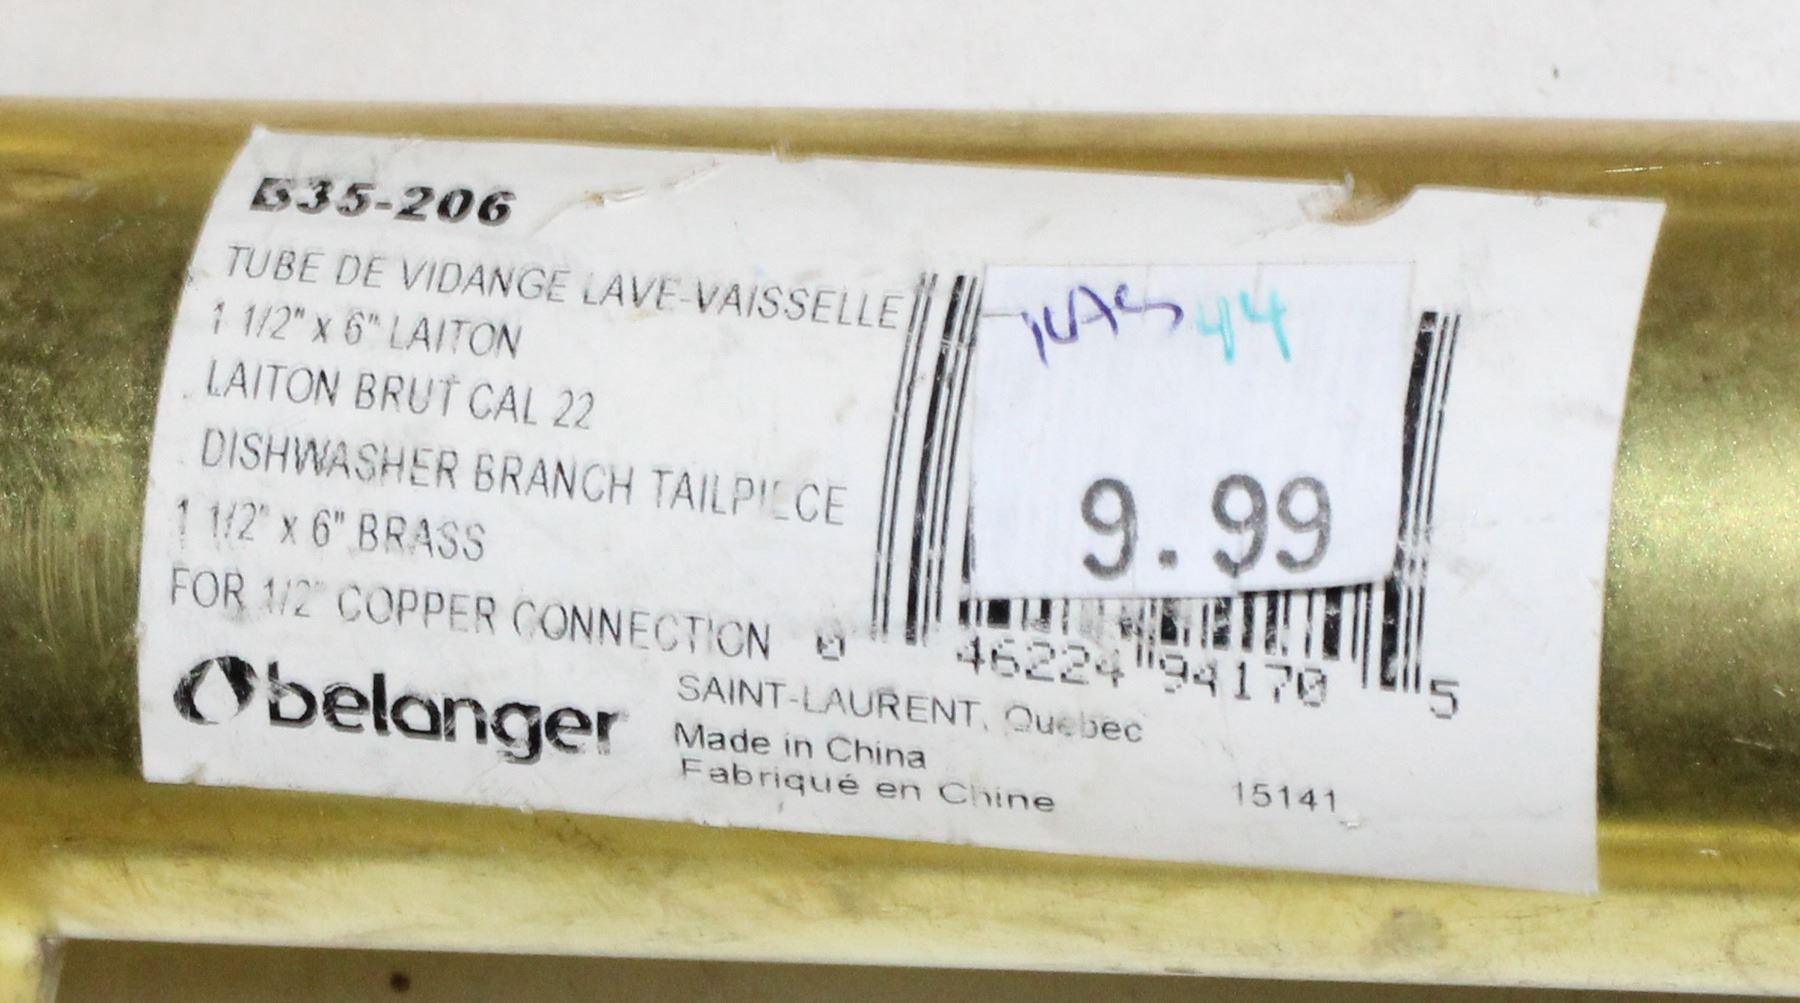 B35-206
TUBE DE VIDANGE LAVE-VAISSELLE
1 1/2" x 6" LAITON
LAITON BRUT CAL 22
DISHWASHER BRANCH TAILPIECE
1 1/2" x 6" BRASS
FOR 1/2" COPPER CONNECTION
44
9.99
0 46224 94170 5
belanger
SAINT-LAURENT, Quebec
Made in China
Fabriqué en Chine
15141